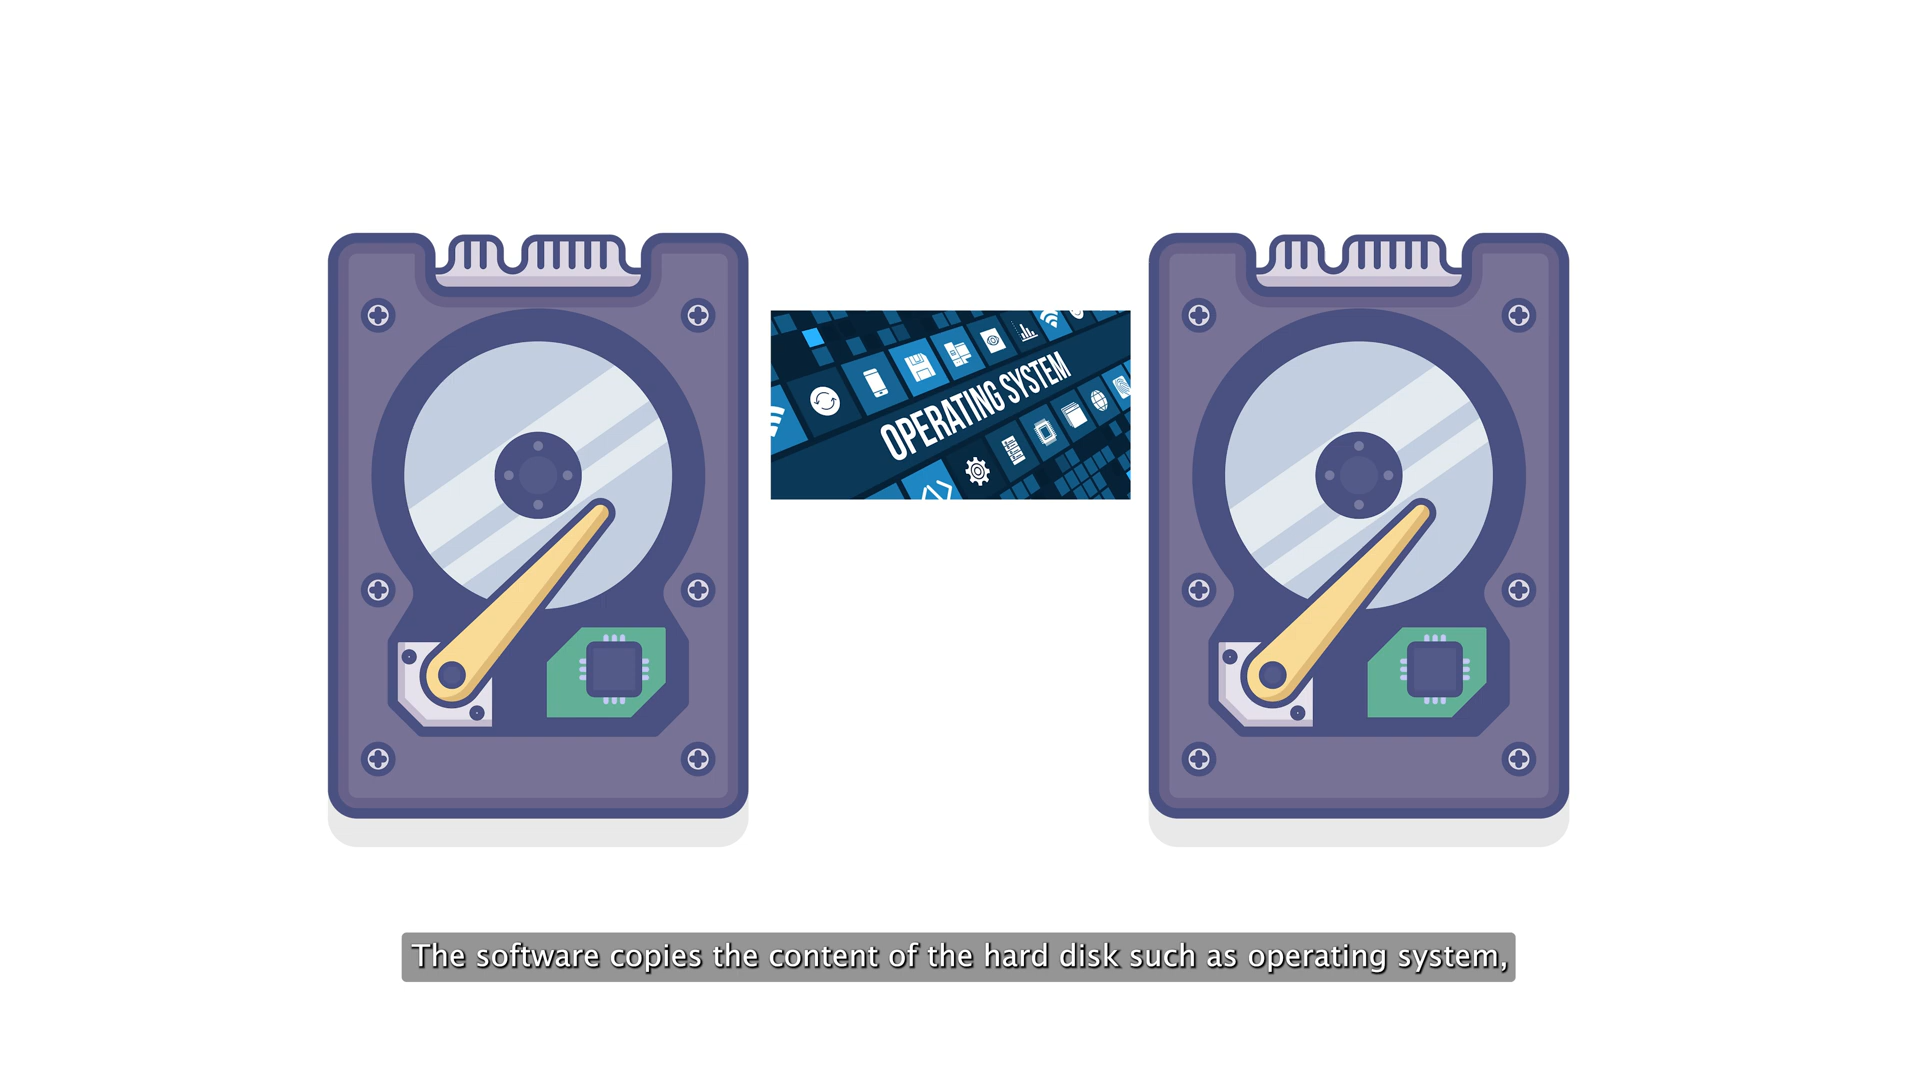 OPERATING SYSTEM
The software copies the content of the hard disk such as operating system,